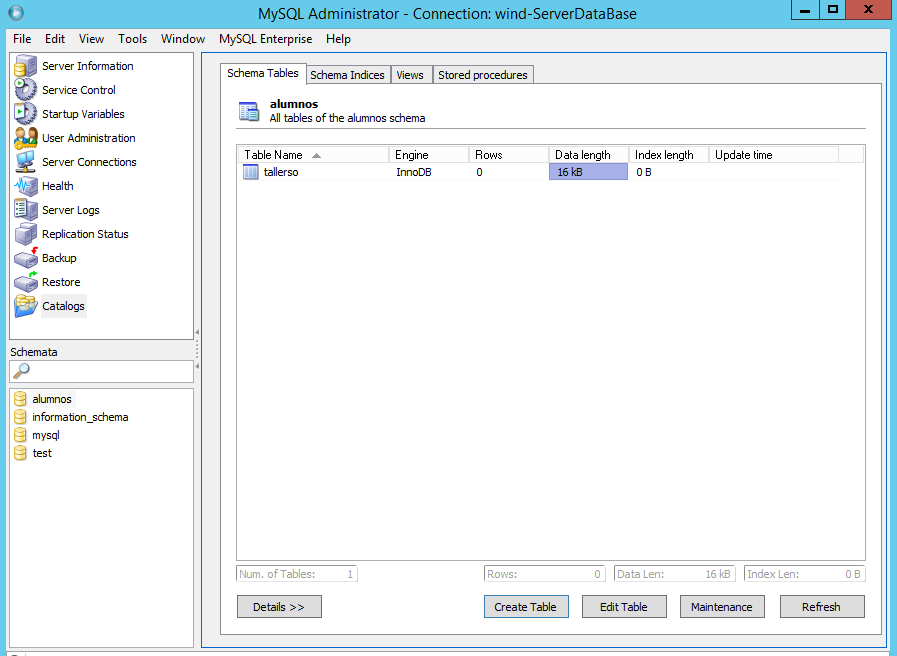 MySQL Administrator - Connection: wind-ServerDataBase
File Edit View Tools Window MySQL Enterprise Help
Server Information
Service Control
Startup Variables
User Administration
Server Connections
Health
Server Logs
Replication Status
Backup
Restore
Catalogs
Schemata
alumnos
information_schema
mysql
test
Schema Tables Schema Indices Views Stored procedures
alumnos
All tables of the alumnos schema
Table Name Engine Rows Data length Index length Update time
tallerso InnoDB 0 16 kB 0 B
Num. of Tables: 1 Rows: 0 Data Len: 16 kB Index Len: 0 B
Details >> Create Table Edit Table Maintenance Refresh